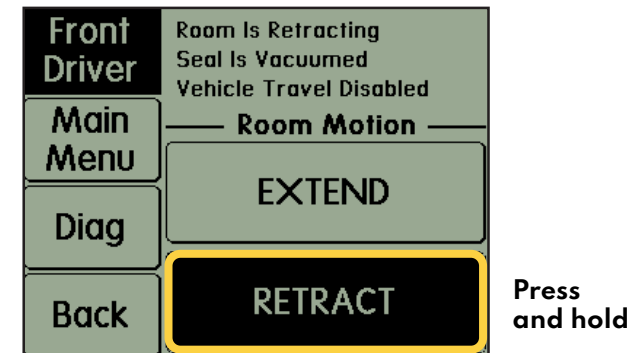 Front
Driver
Main
Menu
Diag
Back
Room Is Retracting
Seal Is Vacuumed
Vehicle Travel Disabled
Room Motion
EXTEND
RETRACT
Press
and hold